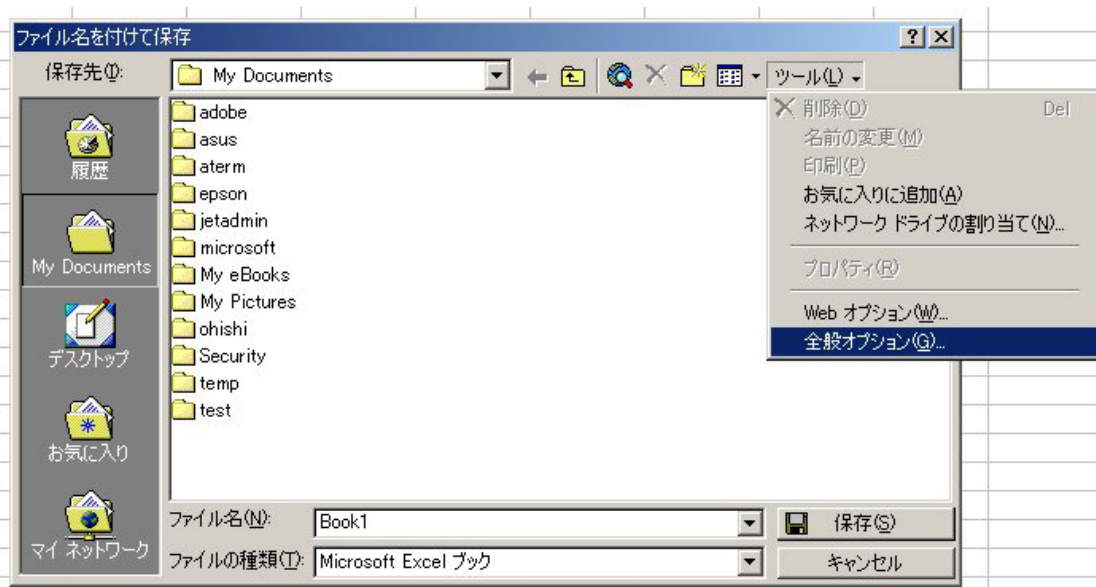 ファイル名を付けて保存
保存先(I):
My Documents
ツール(L)
削除(D) Del
名前の変更(M)
印刷(P)
お気に入りに追加(A)
ネットワーク ドライブの割り当て(N)...
プロパティ(R)
Web オプション(W)...
全般オプション(G)...
履歴
My Documents
デスクトップ
お気に入り
マイ ネットワーク
adobe
asus
aterm
epson
jetadmin
microsoft
My eBooks
My Pictures
ohishi
Security
temp
test
ファイル名(N): Book1
保存(S)
ファイルの種類(T): Microsoft Excel ブック
キャンセル